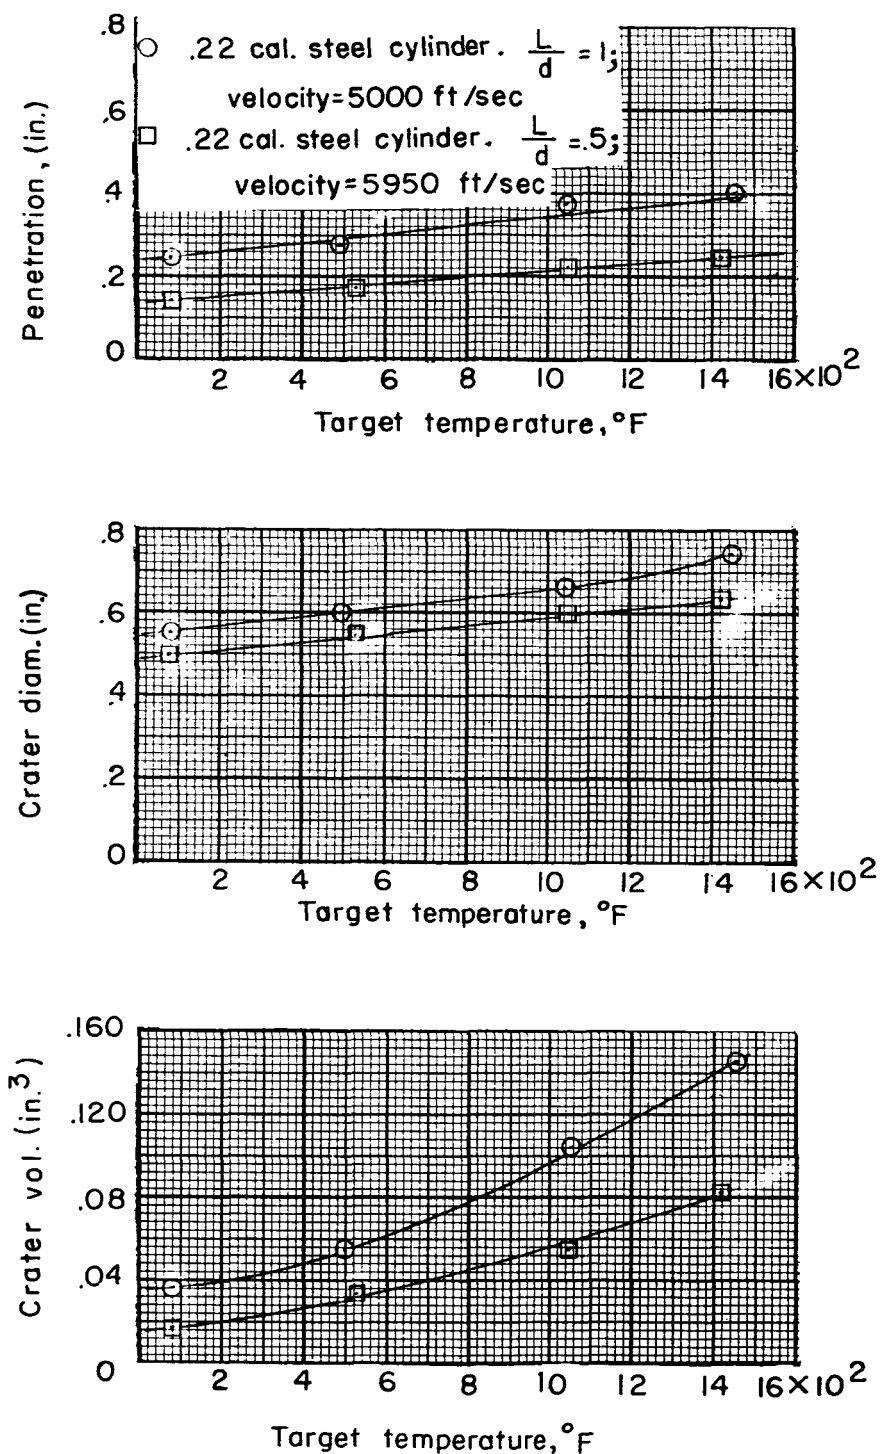 .8
○ .22 cal. steel cylinder. L/d = 1;
velocity=5000 ft/sec
.6
□ .22 cal. steel cylinder. L/d =.5;
velocity=5950 ft/sec
.4
.2
0
Penetration, (in.)
2 4 6 8 10 12 14 16×10²
Target temperature, °F
.8
.6
.4
.2
0
Crater diam.(in.)
2 4 6 8 10 12 14 16×10²
Target temperature, °F
.160
.120
.08
.04
0
Crater vol. (in.³)
2 4 6 8 10 12 14 16×10²
Target temperature, °F